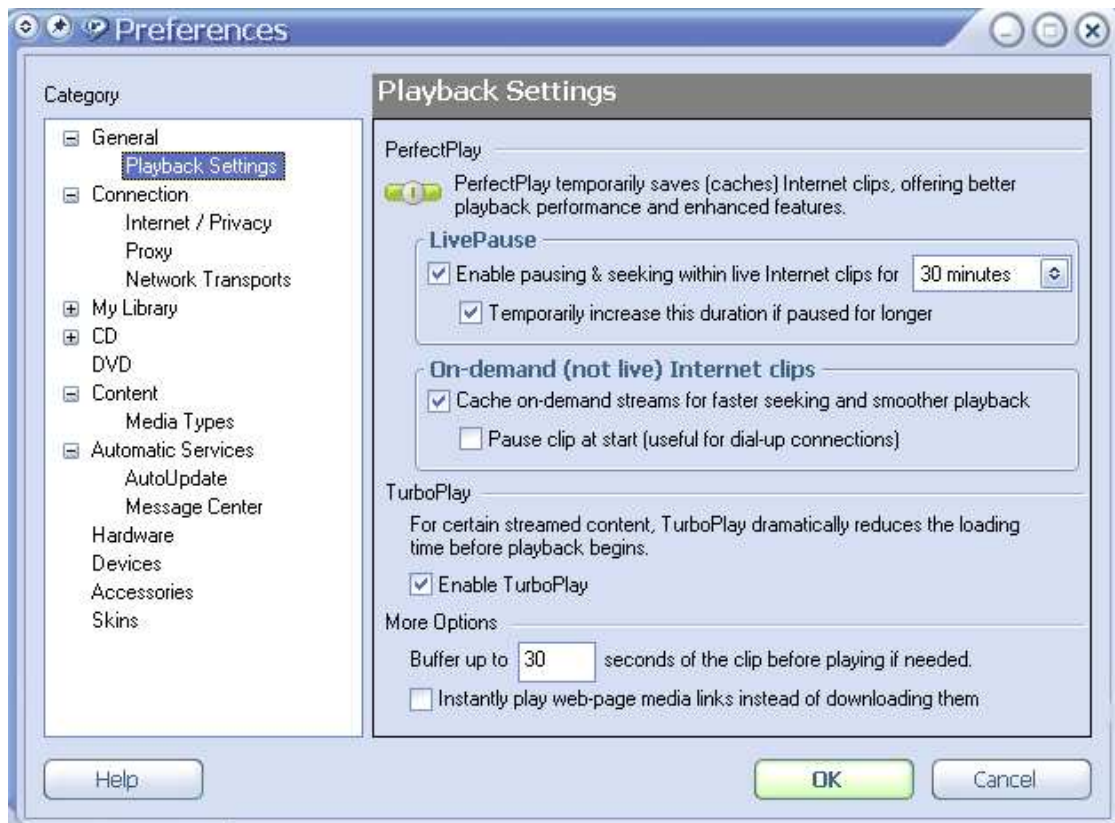 Preferences
Category
General
Playback Settings
Connection
Internet / Privacy
Proxy
Network Transports
My Library
CD
DVD
Content
Media Types
Automatic Services
AutoUpdate
Message Center
Hardware
Devices
Accessories
Skins
Playback Settings
PerfectPlay
PerfectPlay temporarily saves (caches) Internet clips, offering better
playback performance and enhanced features.
LivePause
Enable pausing & seeking within live Internet clips for 30 minutes
Temporarily increase this duration if paused for longer
On-demand (not live) Internet clips
Cache on-demand streams for faster seeking and smoother playback
Pause clip at start (useful for dial-up connections)
TurboPlay
For certain streamed content, TurboPlay dramatically reduces the loading
time before playback begins.
Enable TurboPlay
More Options
Buffer up to 30 seconds of the clip before playing if needed.
Instantly play web-page media links instead of downloading them
Help
OK
Cancel